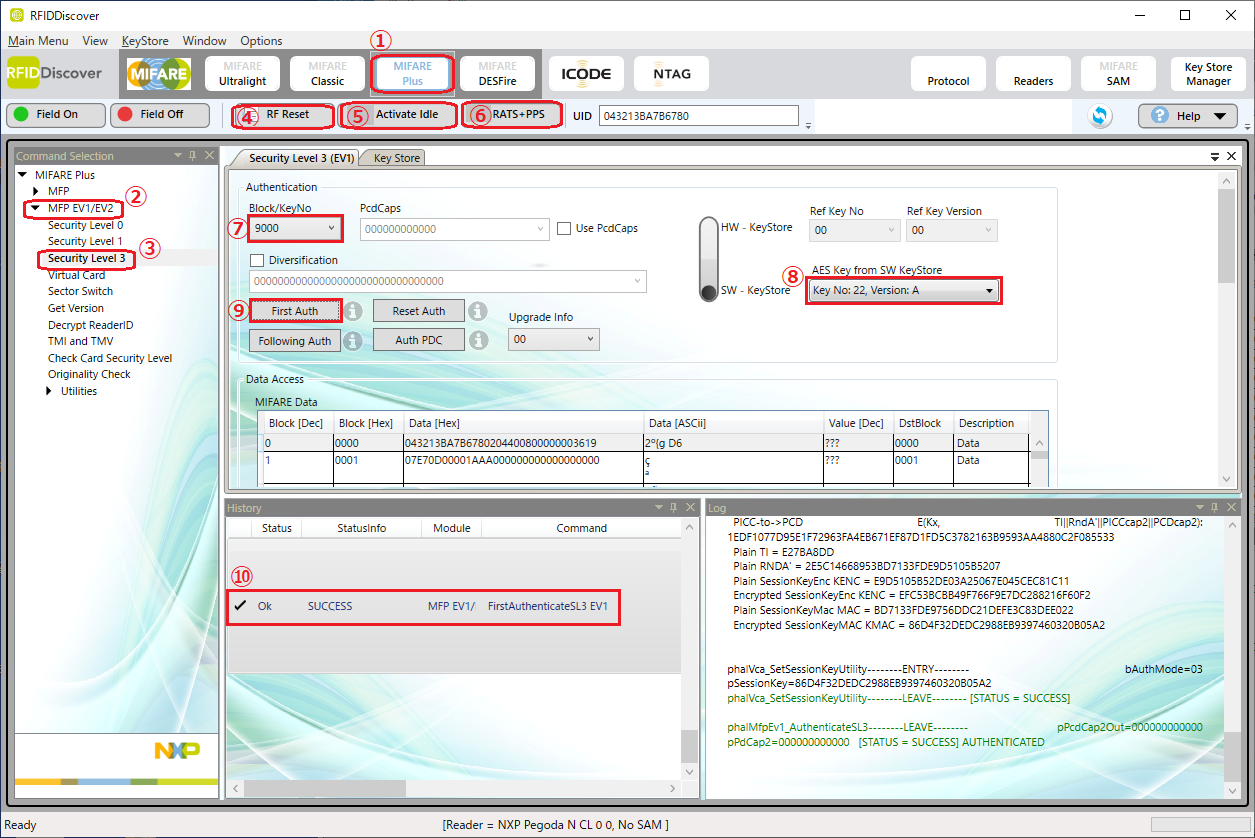 RFIDDiscover
Main Menu View KeyStore Window Options
①
RFIDDiscover MIFARE MIFARE Ultralight MIFARE Classic MIFARE Plus MIFARE DESFire ICODE NTAG Protocol Readers MIFARE SAM Key Store Manager
Field On Field Off ④ RF Reset ⑤ Activate Idle ⑥ RATS+PPS UID 043213BA7B6780 Help
Command Selection
MIFARE Plus
MFP
② MFP EV1/EV2
Security Level 0
Security Level 1
③ Security Level 3
Virtual Card
Sector Switch
Get Version
Decrypt ReaderID
TMI and TMV
Check Card Security Level
Originality Check
Utilities
NXP
Security Level 3 (EV1) Key Store
Authentication
Block/KeyNo PcdCaps
⑦ 9000 000000000000 Use PcdCaps
HW - KeyStore
Ref Key No Ref Key Version
00 00
Diversification
SW - KeyStore
⑧ AES Key from SW KeyStore
Key No: 22, Version: A
⑨ First Auth Reset Auth
Following Auth Auth PDC
Upgrade Info
00
Data Access
MIFARE Data
Block [Dec] Block [Hex] Data [Hex] Data [ASCii] Value [Dec] DstBlock Description
0 0000 043213BA7B6780204400800000003619 2º{g D6 ??? 0000 Data
1 0001 07E70D00001AAA000000000000000000 ç ??? 0001 Data
ª
History
Status StatusInfo Module Command
⑩
Ok SUCCESS MFP EV1/ FirstAuthenticateSL3 EV1
Log
PICC-to->PCD E(Kx, TI||RndA'||PICCcap2||PCDcap2):
1EDF1077D95E1F72963FA4EB671EF87D1FD5C3782163B9593AA4880C2F085533
Plain TI = E27BA8DD
Plain RNDA' = 2E5C14668953BD7133FDE9D5105B5207
Plain SessionKeyEnc KENC = E9D5105B52DE03A25067E045CEC81C11
Encrypted SessionKeyEnc KENC = EFC53BCBB49F766F9E7DC288216F60F2
Plain SessionKeyMac MAC = BD7133FDE9756DDC21DEFE3C83DEE022
Encrypted SessionKeyMAC KMAC = 86D4F32DEDC2988EB9397460320B05A2
phalVca_SetSessionKeyUtility--------ENTRY-------- bAuthMode=03
pSessionKey=86D4F32DEDC2988EB9397460320B05A2
phalVca_SetSessionKeyUtility--------LEAVE-------- [STATUS = SUCCESS]
phalMfpEv1_AuthenticateSL3--------LEAVE-------- pPcdCap2Out=000000000000
pPdCap2=000000000000 [STATUS = SUCCESS] AUTHENTICATED
Ready [Reader = NXP Pegoda N CL 0 0, No SAM ]